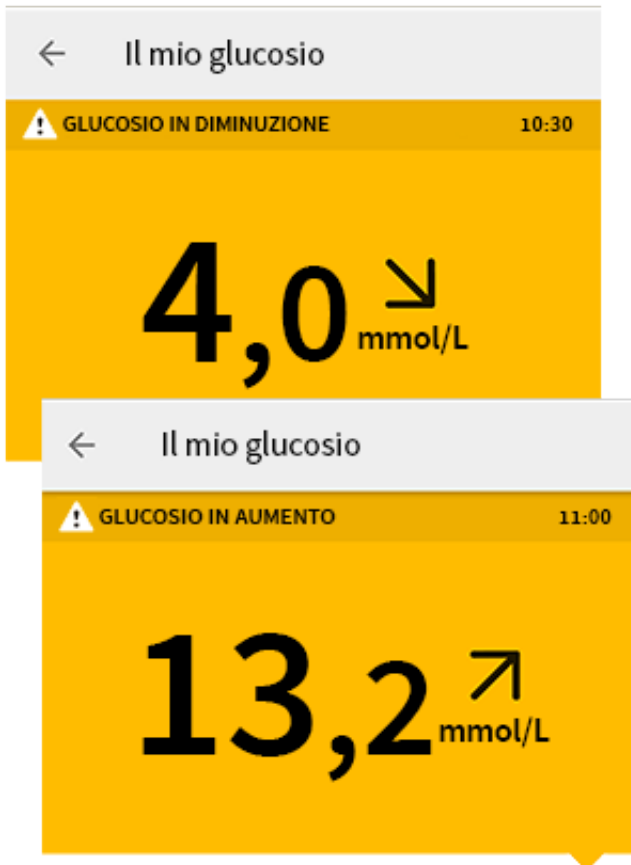 Il mio glucosio
GLUCOSIO IN DIMINUZIONE 10:30
4,0 mmol/L
Il mio glucosio
GLUCOSIO IN AUMENTO 11:00
13,2 mmol/L